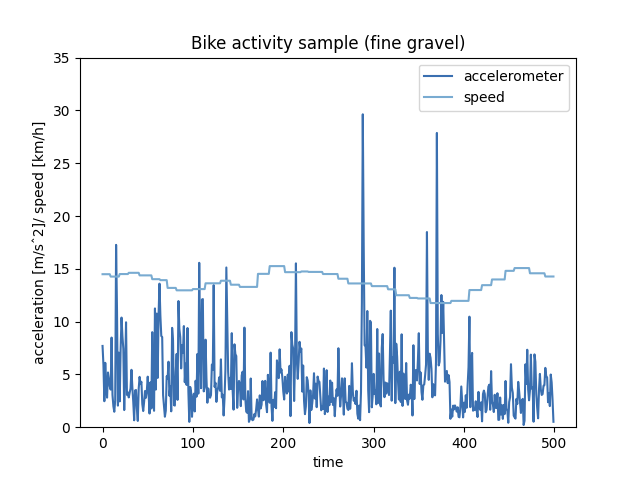 Bike activity sample (fine gravel)
accelerometer
speed
35
30
25
20
15
10
5
0
acceleration [m/s^2]/ speed [km/h]
0 100 200 300 400 500
time